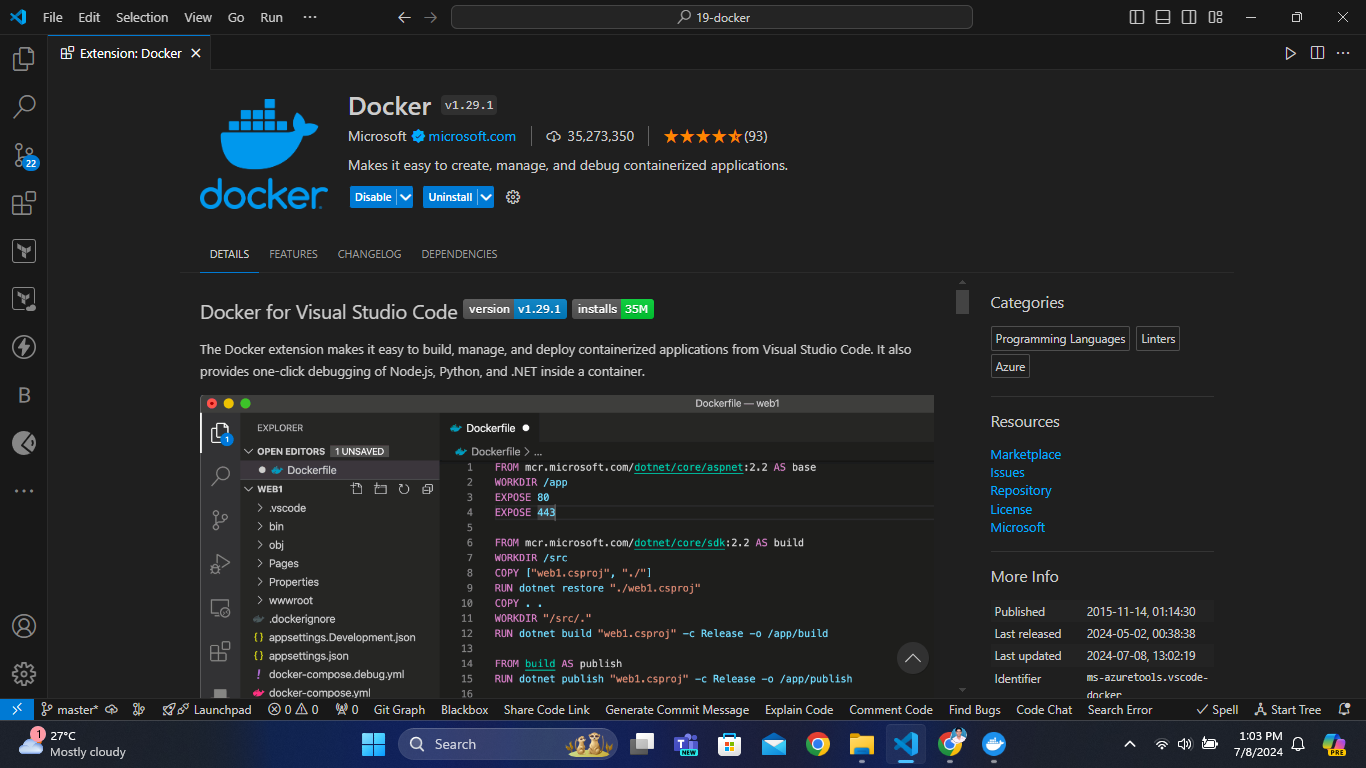 File Edit Selection View Go Run ···
19-docker
Extension: Docker
Docker v1.29.1
Microsoft microsoft.com 35,273,350 (93)
Makes it easy to create, manage, and debug containerized applications.
Disable Uninstall
docker
22
B
DETAILS FEATURES CHANGELOG DEPENDENCIES
Docker for Visual Studio Code version v1.29.1 installs 35M
The Docker extension makes it easy to build, manage, and deploy containerized applications from Visual Studio Code. It also
provides one-click debugging of Node.js, Python, and .NET inside a container.
Dockerfile — web1
EXPLORER
1
OPEN EDITORS 1 UNSAVED
Dockerfile
WEB1
.vscode
bin
obj
Pages
Properties
wwwroot
.dockerignore
{} appsettings.Development.json
{} appsettings.json
! docker-compose.debug.yml
docker-compose.yml
Dockerfile
Dockerfile > ...
1 FROM mcr.microsoft.com/dotnet/core/aspnet:2.2 AS base
2 WORKDIR /app
3 EXPOSE 80
4 EXPOSE 443
5
6 FROM mcr.microsoft.com/dotnet/core/sdk:2.2 AS build
7 WORKDIR /src
8 COPY ["web1.csproj", "./"]
9 RUN dotnet restore "./web1.csproj"
10 COPY . .
11 WORKDIR "/src/."
12 RUN dotnet build "web1.csproj" -c Release -o /app/build
13
14 FROM build AS publish
15 RUN dotnet publish "web1.csproj" -c Release -o /app/publish
16
Categories
Programming Languages Linters
Azure
Resources
Marketplace
Issues
Repository
License
Microsoft
More Info
Published 2015-11-14, 01:14:30
Last released 2024-05-02, 00:38:38
Last updated 2024-07-08, 13:02:19
Identifier ms-azuretools.vscode-
docker
master* Launchpad 0 0 0 Git Graph Blackbox Share Code Link Generate Commit Message Explain Code Comment Code Find Bugs Code Chat Search Error Spell Start Tree
1
27°C
Mostly cloudy
Search
NEW
PRE
1:03 PM
7/8/2024